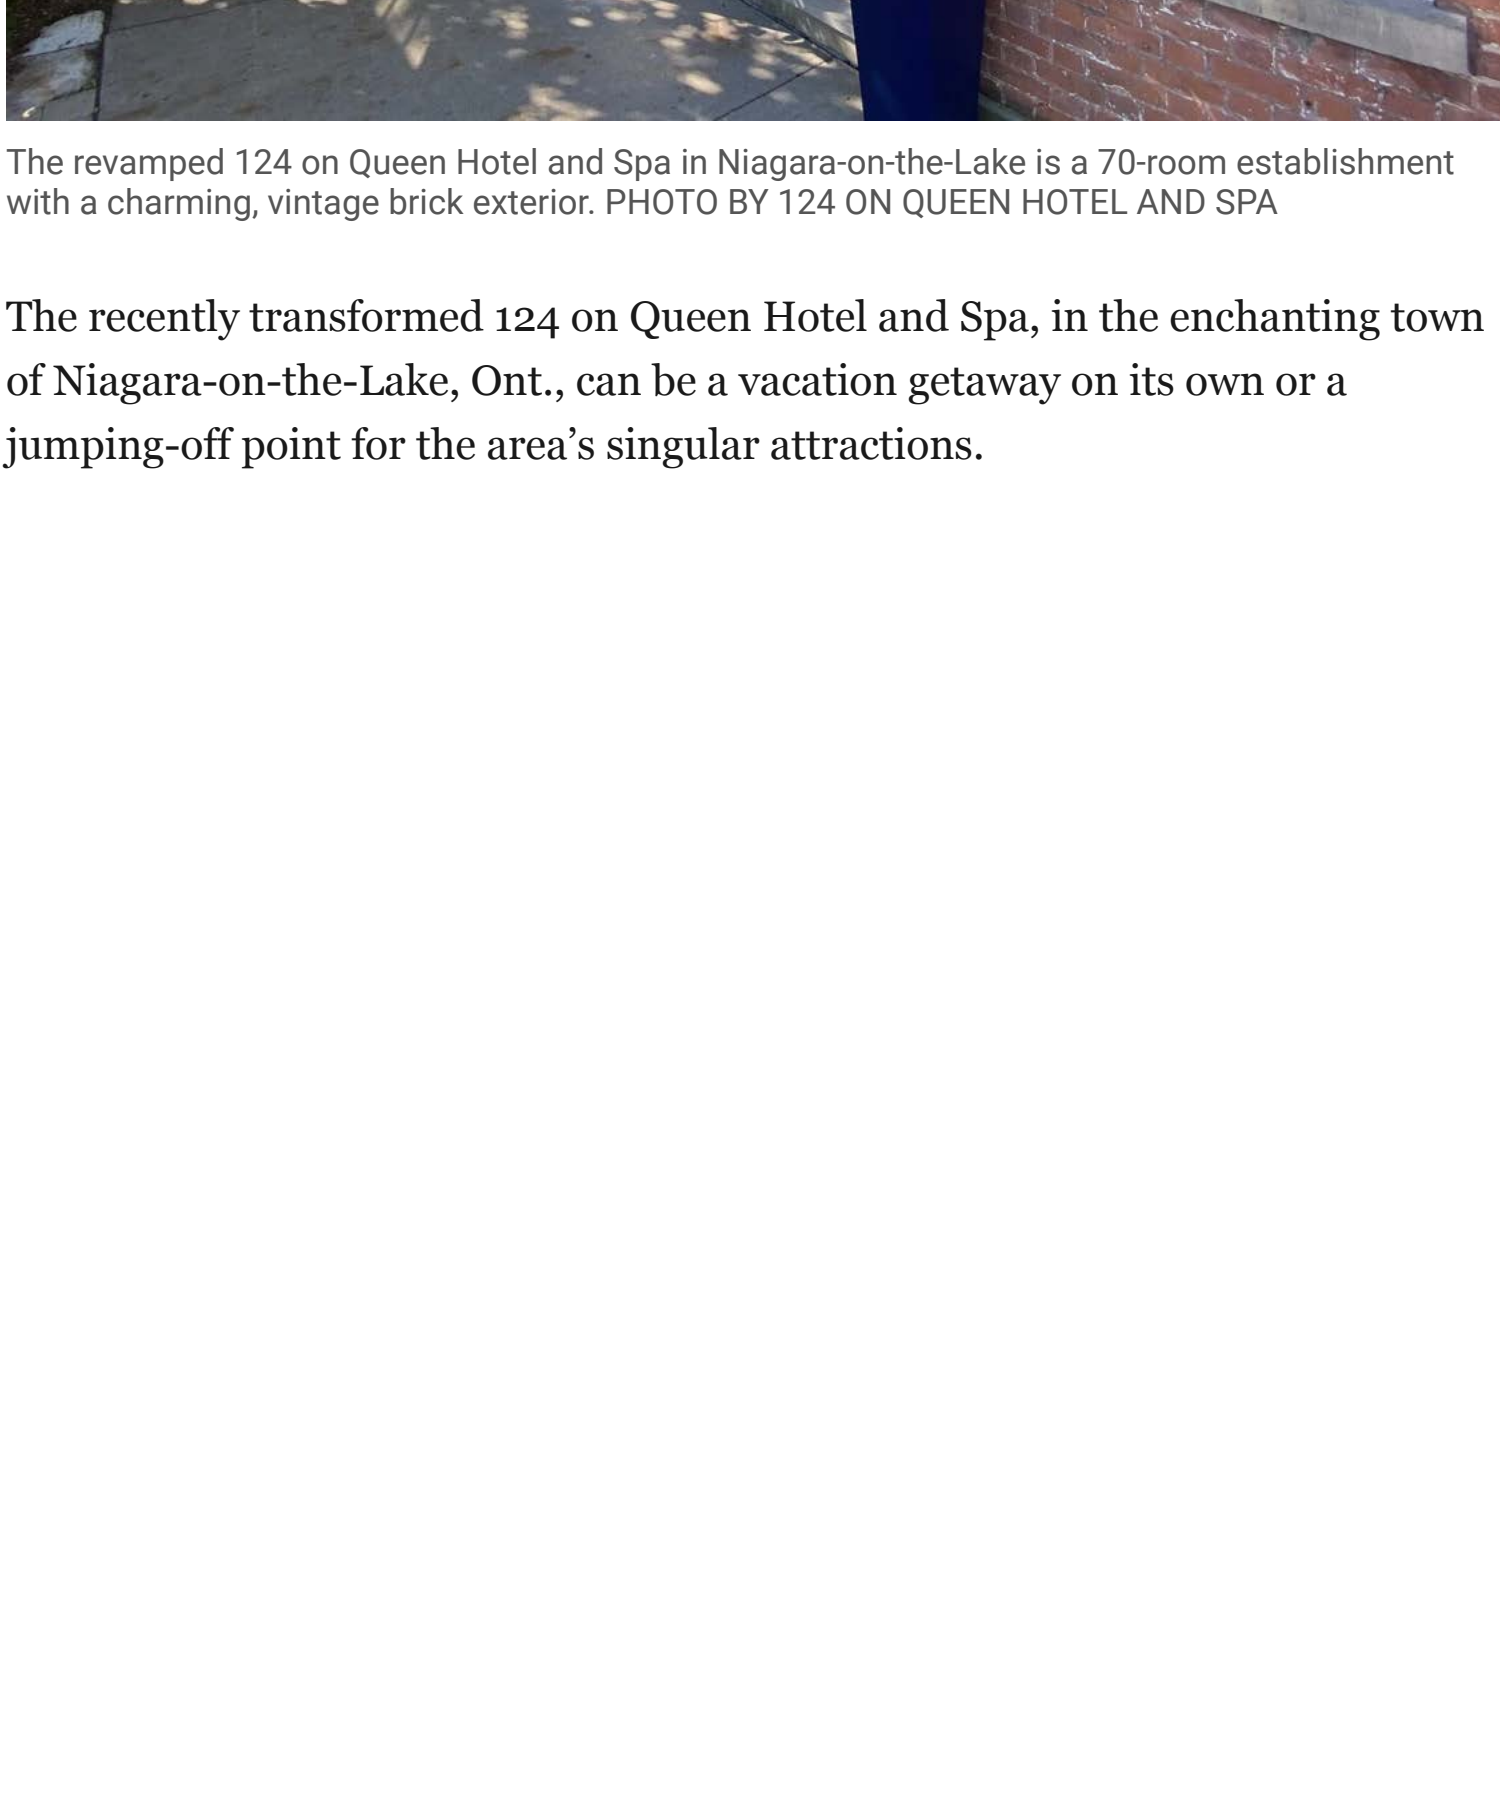 The revamped 124 on Queen Hotel and Spa in Niagara-on-the-Lake is a 70-room establishment
with a charming, vintage brick exterior. PHOTO BY 124 ON QUEEN HOTEL AND SPA
The recently transformed 124 on Queen Hotel and Spa, in the enchanting town
of Niagara-on-the-Lake, Ont., can be a vacation getaway on its own or a
jumping-off point for the area’s singular attractions.